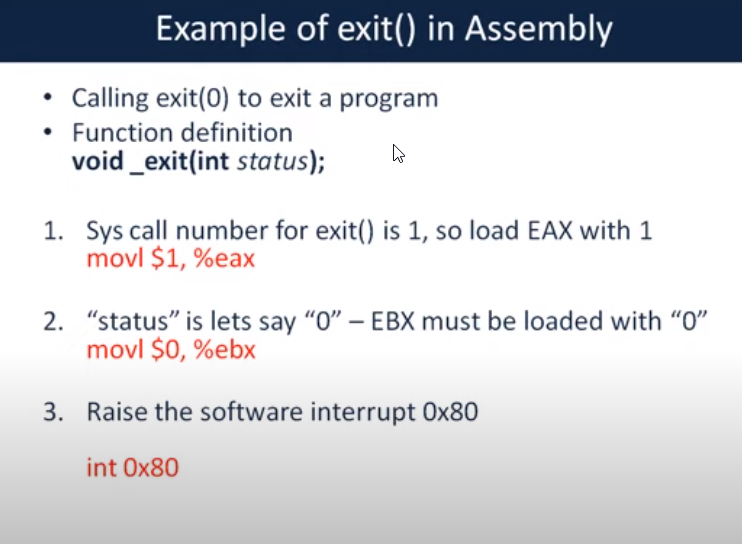 Example of exit() in Assembly
• Calling exit(0) to exit a program
• Function definition
void _exit(int status);
1. Sys call number for exit() is 1, so load EAX with 1
movl $1, %eax
2. “status” is lets say “0” – EBX must be loaded with “0”
movl $0, %ebx
3. Raise the software interrupt 0x80
int 0x80